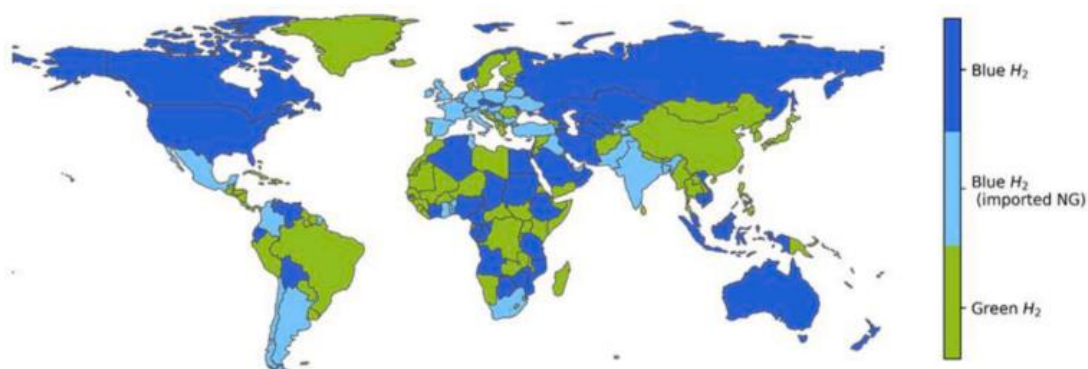 Blue H₂
Blue H₂
(imported NG)
Green H₂